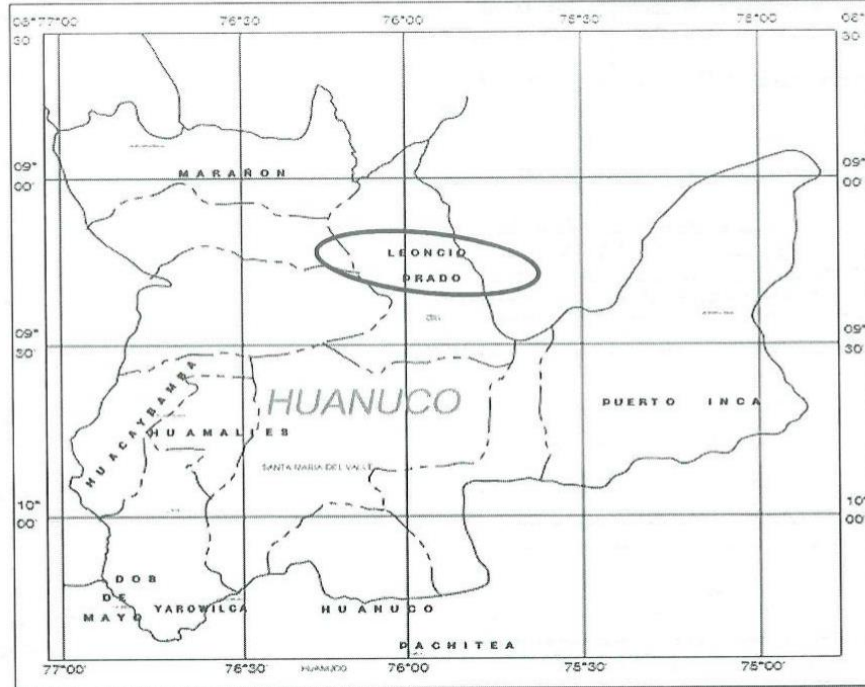 08°77°00' 76°30' 76°00' 75°30' 75°00' 08°
30 30
MARAÑON
09° 09°
00' 00'
LEONCIO
PRADO
09° 09°
30' 30'
HUACAYBAMBA
HUANUCO
PUERTO INCA
HUAMALIES
SANTA MARIA DEL VALLE
10° 10°
00' 00'
DOS
DE
MAYO
YAROWILCA
HUANUCO
PACHITEA
77°00' 76°30' HUANUCO 76°00' 75°30' 75°00'